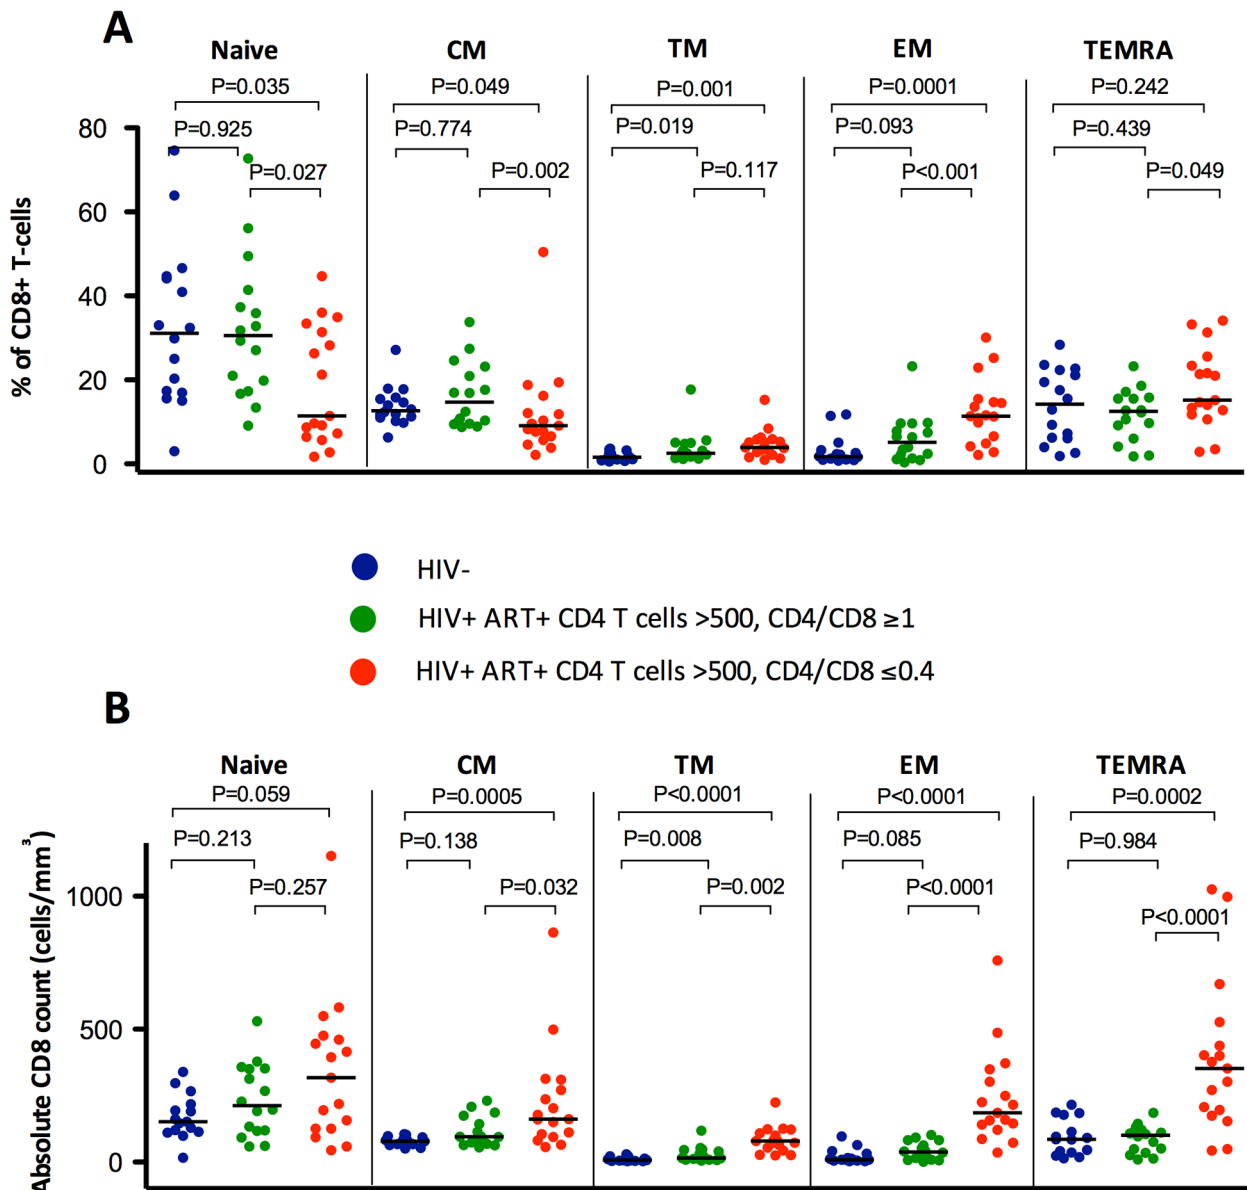 A
Naive CM TM EM TEMRA
P=0.035 P=0.049 P=0.001 P=0.0001 P=0.242
P=0.925 P=0.774 P=0.019 P=0.093 P=0.439
P=0.027 P=0.002 P=0.117 P<0.001 P=0.049
% of CD8+ T-cells
80
60
40
20
0
HIV-
HIV+ ART+ CD4 T cells >500, CD4/CD8 ≥1
HIV+ ART+ CD4 T cells >500, CD4/CD8 ≤0.4
B
Naive CM TM EM TEMRA
P=0.059 P=0.0005 P<0.0001 P<0.0001 P=0.0002
P=0.213 P=0.138 P=0.008 P=0.085 P=0.984
P=0.257 P=0.032 P=0.002 P<0.0001
P<0.0001
Absolute CD8 count (cells/mm³)
1000
500
0